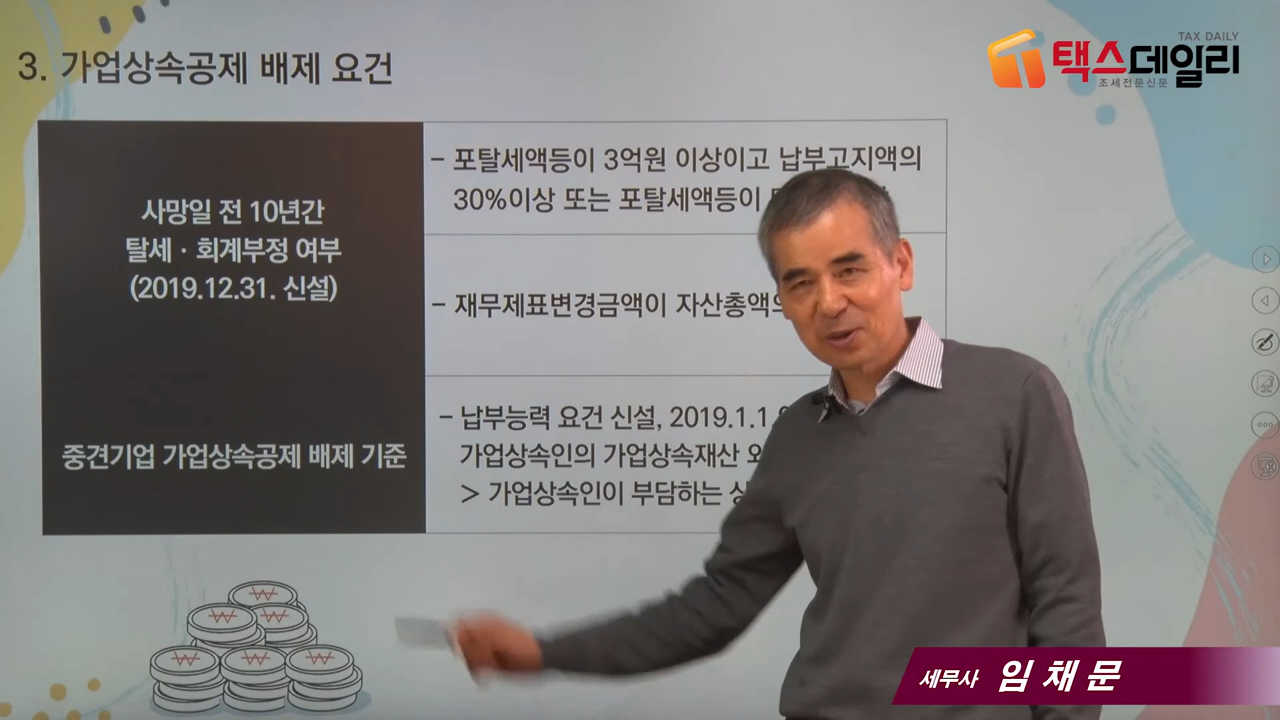 3. 가업상속공제 배제 요건
TAX DAILY
택스데일리
조세전문신문
사망일 전 10년간
탈세 · 회계부정 여부
(2019.12.31. 신설)
- 포탈세액등이 3억원 이상이고 납부고지액의
30%이상 또는 포탈세액등이
- 재무제표변경금액이 자산총액의
중견기업 가업상속공제 배제 기준
- 납부능력 요건 신설, 2019.1.1.
가업상속인의 가업상속재산
> 가업상속인이 부담하는
₩
₩ ₩
₩ ₩ ₩
세무사 임채문